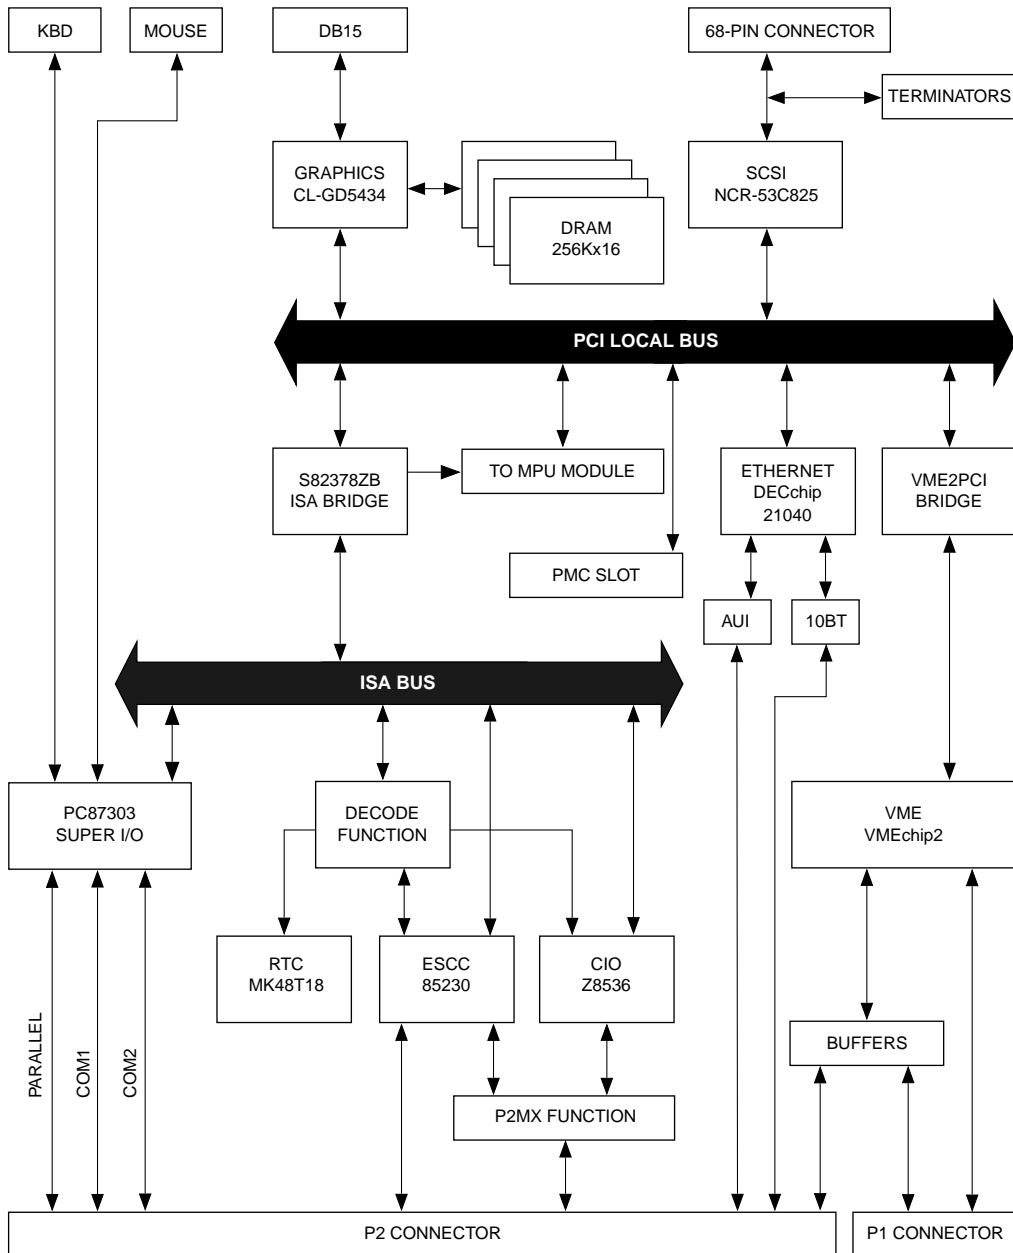 KBD
MOUSE
DB15
68-PIN CONNECTOR
TERMINATORS
GRAPHICS
CL-GD5434
SCSI
NCR-53C825
DRAM
256Kx16
PCI LOCAL BUS
S82378ZB
ISA BRIDGE
TO MPU MODULE
ETHERNET
DECchip
21040
VME2PCI
BRIDGE
PMC SLOT
AUI
10BT
ISA BUS
PC87303
SUPER I/O
DECODE
FUNCTION
VME
VMEchip2
RTC
MK48T18
ESCC
85230
CIO
Z8536
PARALLEL
COM1
COM2
BUFFERS
P2MX FUNCTION
P2 CONNECTOR
P1 CONNECTOR